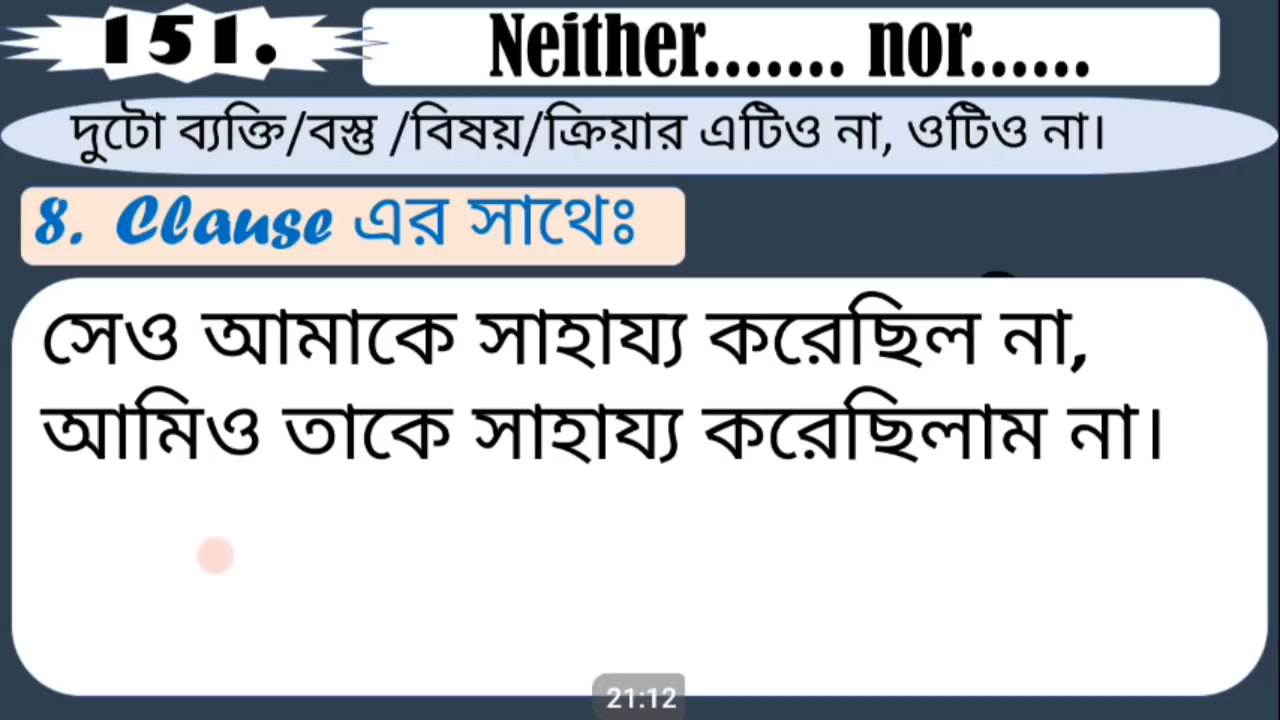 151.
Neither....... nor......
দুটো ব্যক্তি/বস্তু /বিষয়/ক্রিয়ার এটিও না, ওটিও না।
8. Clause এর সাথেঃ
সেও আমাকে সাহায্য করেছিল না,
আমিও তাকে সাহায্য করেছিলাম না।
21:12